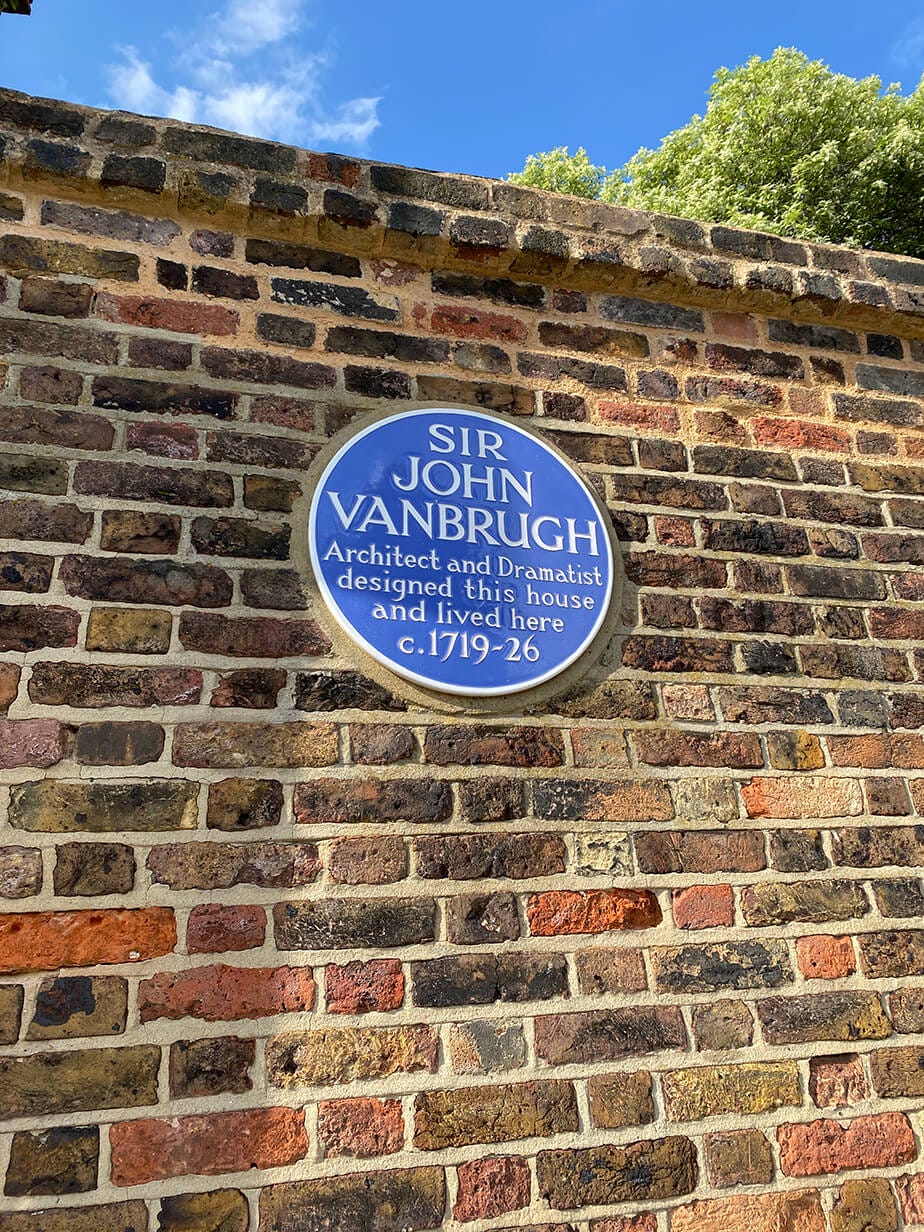 SIR
JOHN
VANBRUGH
Architect and Dramatist
designed this house
and lived here
c.1719-26